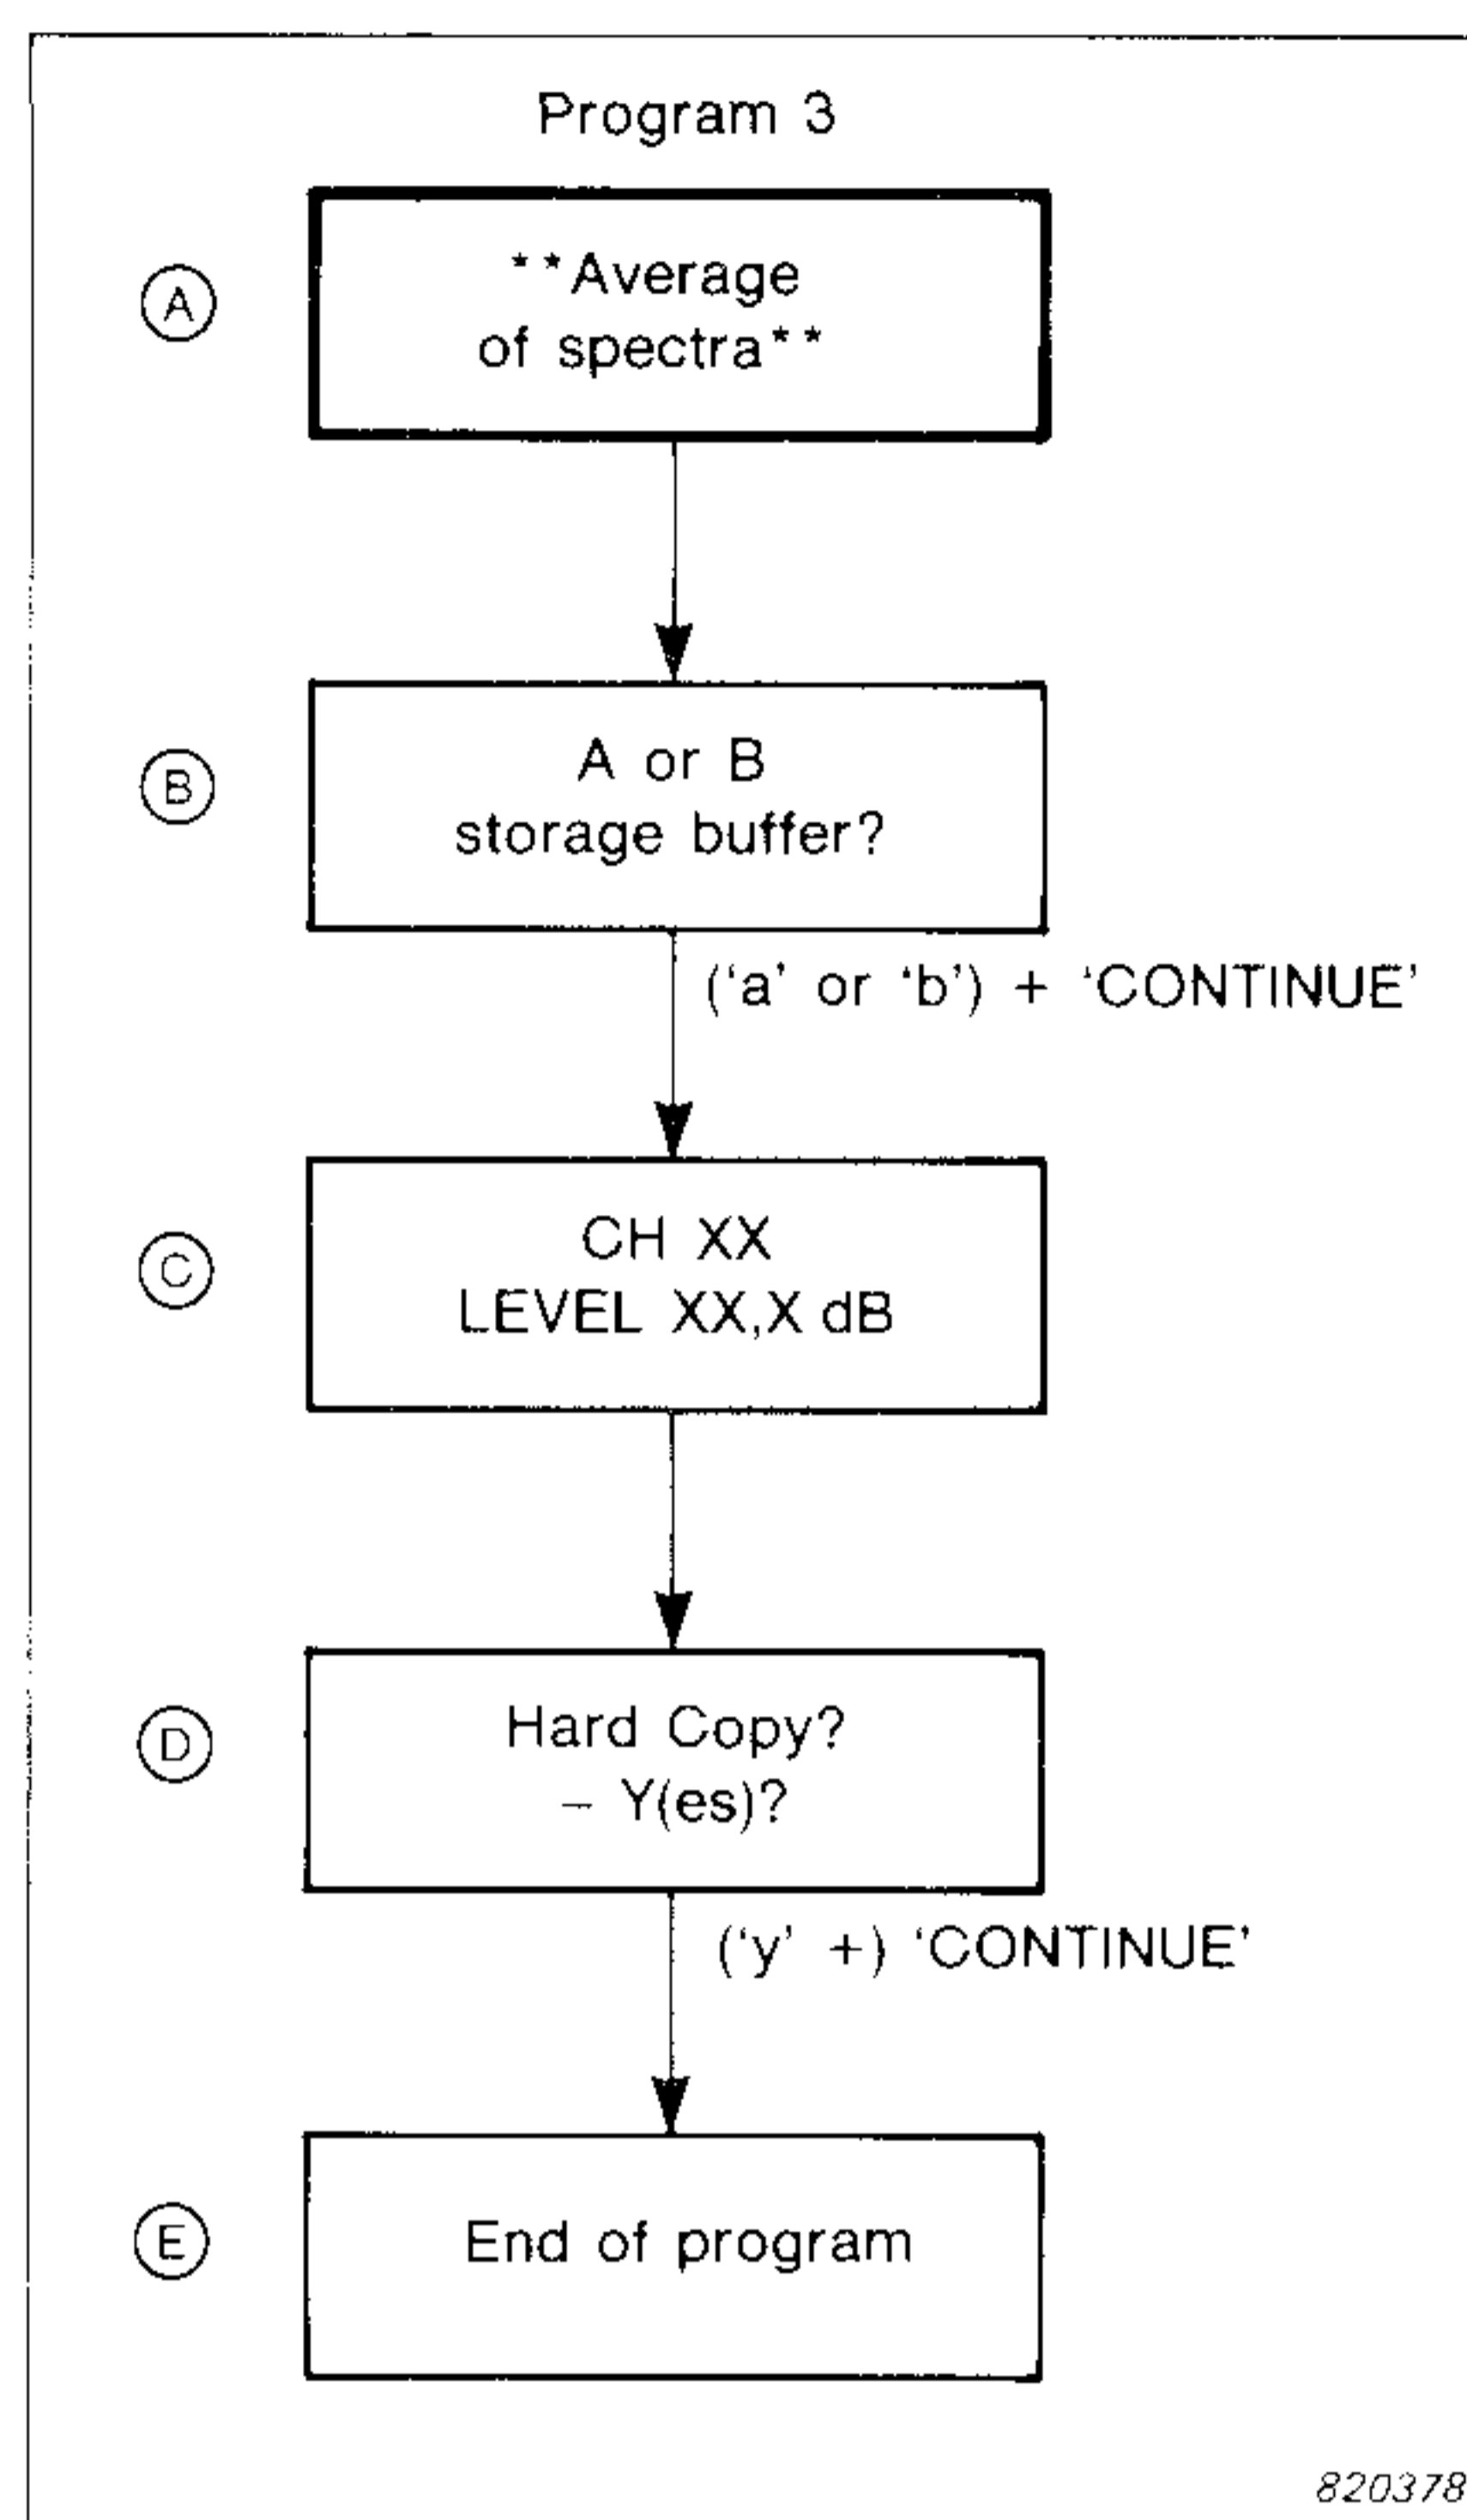 Program 3
A
**Average
of spectra**
B
A or B
storage buffer?
('a' or 'b') + 'CONTINUE'
C
CH XX
LEVEL XX,X dB
D
Hard Copy?
– Y(es)?
('y' +) 'CONTINUE'
E
End of program
820378